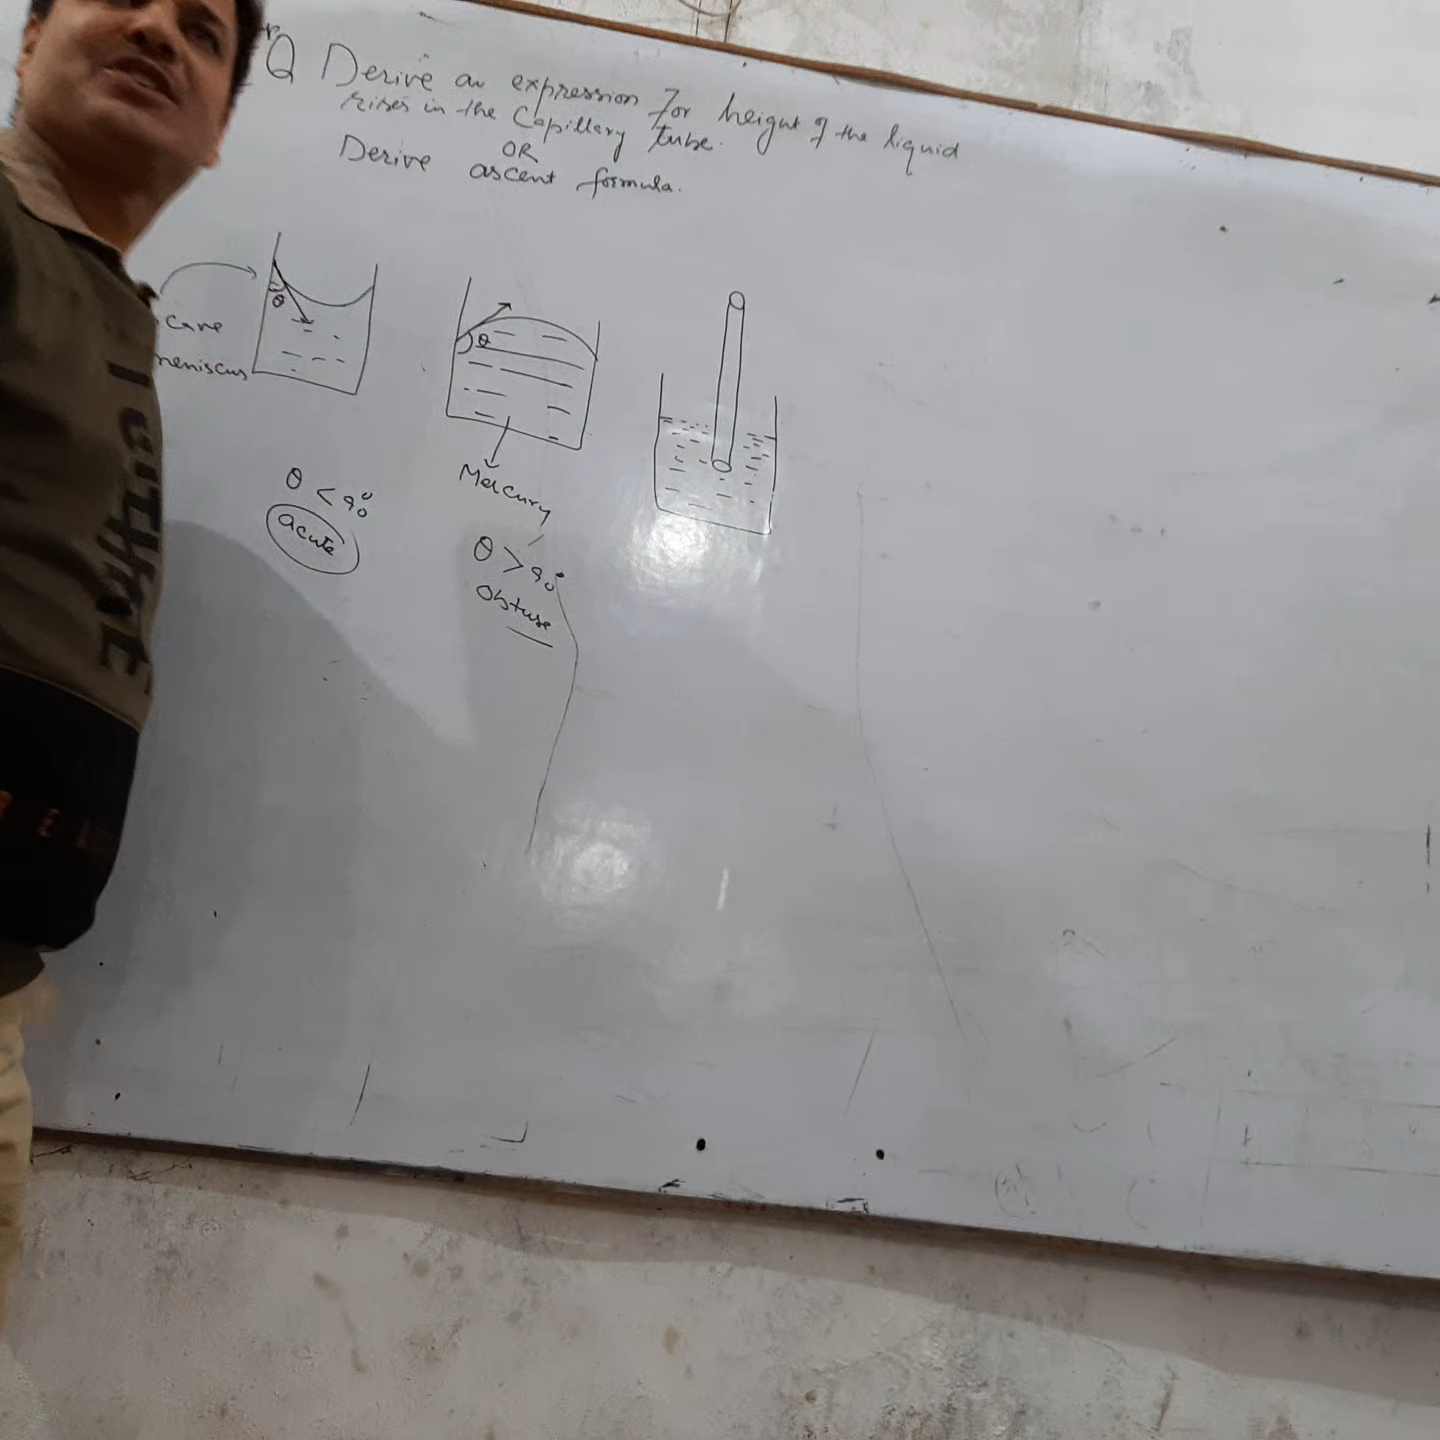 Q Derive an expression for height of the liquid
rises in the Capillary tube.
OR
Derive ascent formula.
θ
cave
meniscus
θ < 90°
acute
θ
Mercury
θ > 90°
Obtuse